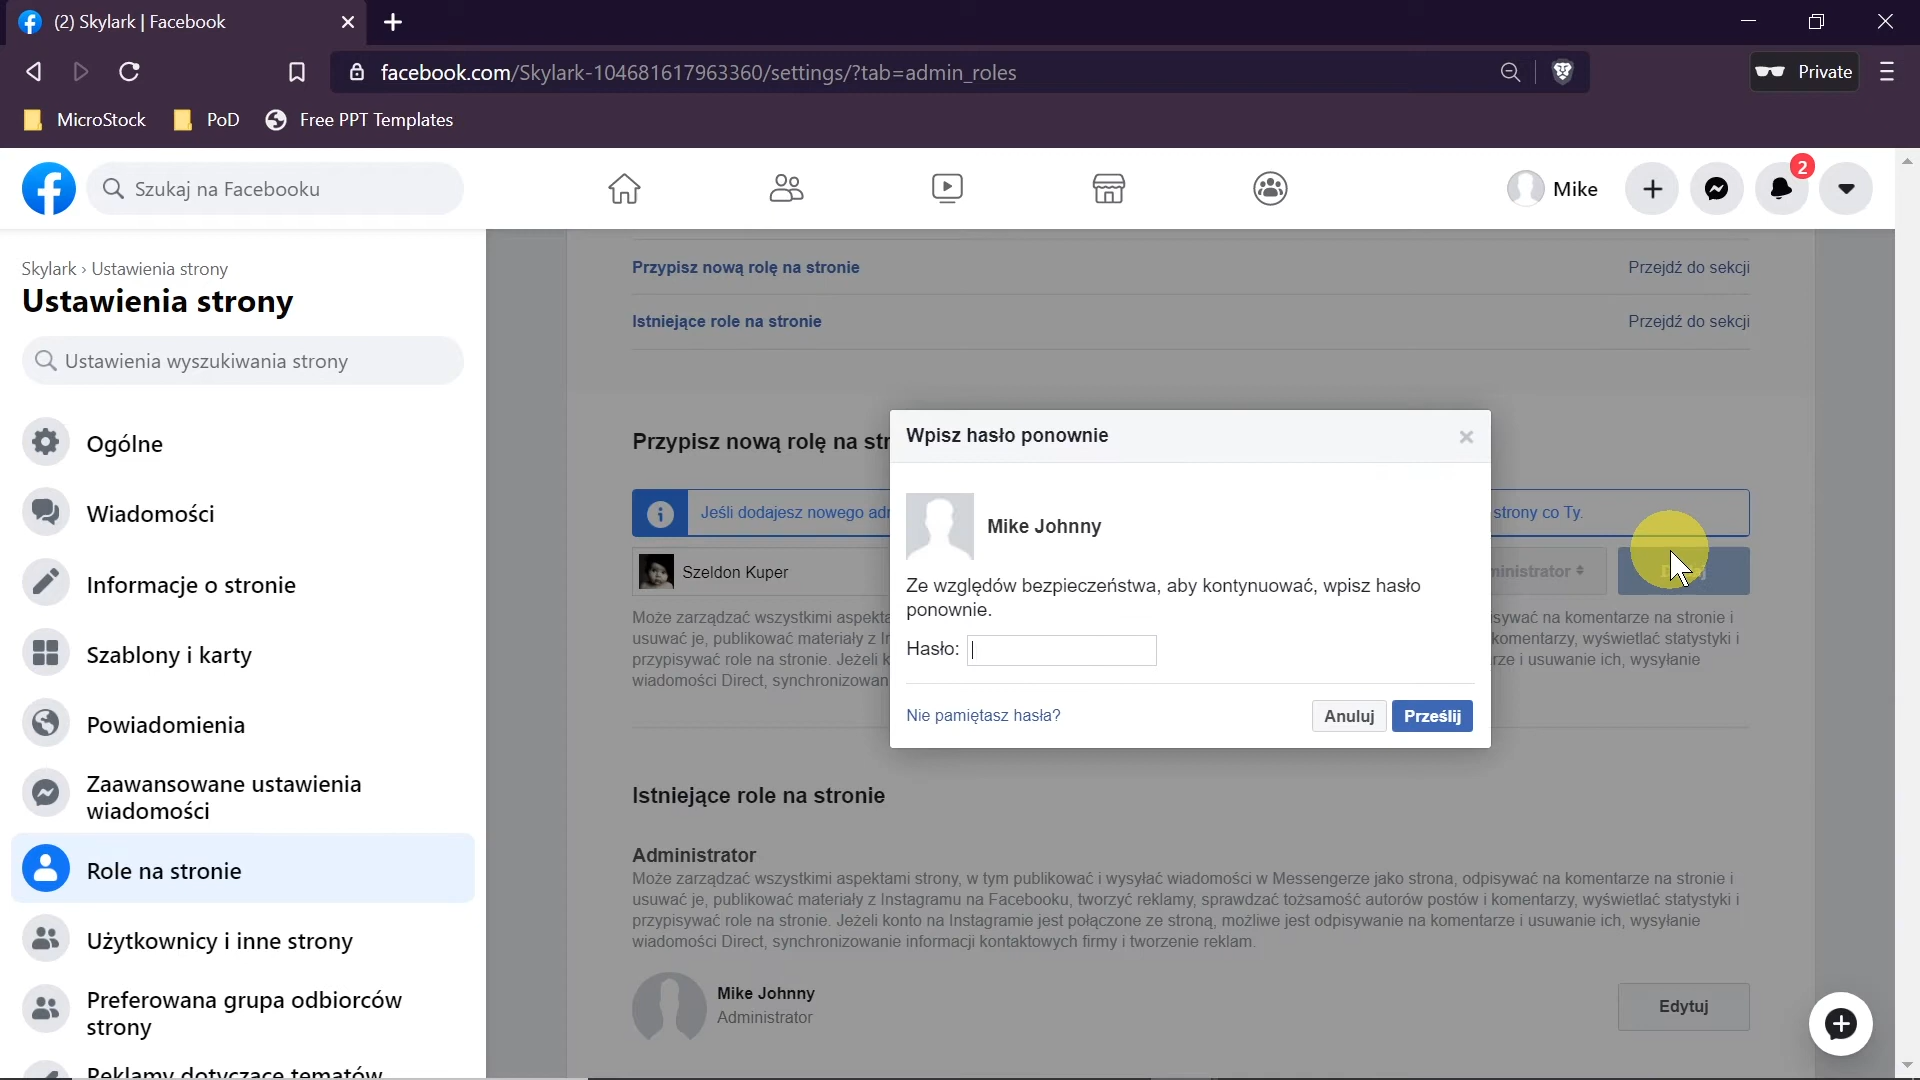 (2) Skylark | Facebook
facebook.com/Skylark-104681617963360/settings/?tab=admin_roles
Private
MicroStock
PoD
Free PPT Templates
Szukaj na Facebooku
Mike
2
Skylark › Ustawienia strony
Ustawienia strony
Ustawienia wyszukiwania strony
Ogólne
Wiadomości
Informacje o stronie
Szablony i karty
Powiadomienia
Zaawansowane ustawienia
wiadomości
Role na stronie
Użytkownicy i inne strony
Preferowana grupa odbiorców
strony
Reklamy dotyczące tematów
Przypisz nową rolę na stronie
Przejdź do sekcji
Istniejące role na stronie
Przejdź do sekcji
Przypisz nową rolę na
Jeśli dodajesz nowego
strony co Ty.
Szeldon Kuper
Może zarządzać wszystkimi
sywać na komentarze na stronie i
usuwać je, publikować materiały z
komentarzy, wyświetlać statystyki i
przypisywać role na stronie. Jeżeli
rze i usuwanie ich, wysyłanie
wiadomości Direct,
Wpisz hasło ponownie
Mike Johnny
Ze względów bezpieczeństwa, aby kontynuować, wpisz hasło
ponownie.
Hasło:
Nie pamiętasz hasła?
Anuluj
Prześlij
Istniejące role na stronie
Administrator
Może zarządzać wszystkimi aspektami strony, w tym publikować i wysyłać wiadomości w Messengerze jako strona, odpisywać na komentarze na stronie i
usuwać je, publikować materiały z Instagramu na Facebooku, tworzyć reklamy, sprawdzać tożsamość autorów postów i komentarzy, wyświetlać statystyki i
przypisywać role na stronie. Jeżeli konto na Instagramie jest połączone ze stroną, możliwe jest odpisywanie na komentarze i usuwanie ich, wysyłanie
wiadomości Direct, synchronizowanie informacji kontaktowych firmy i tworzenie reklam.
Mike Johnny
Administrator
Edytuj